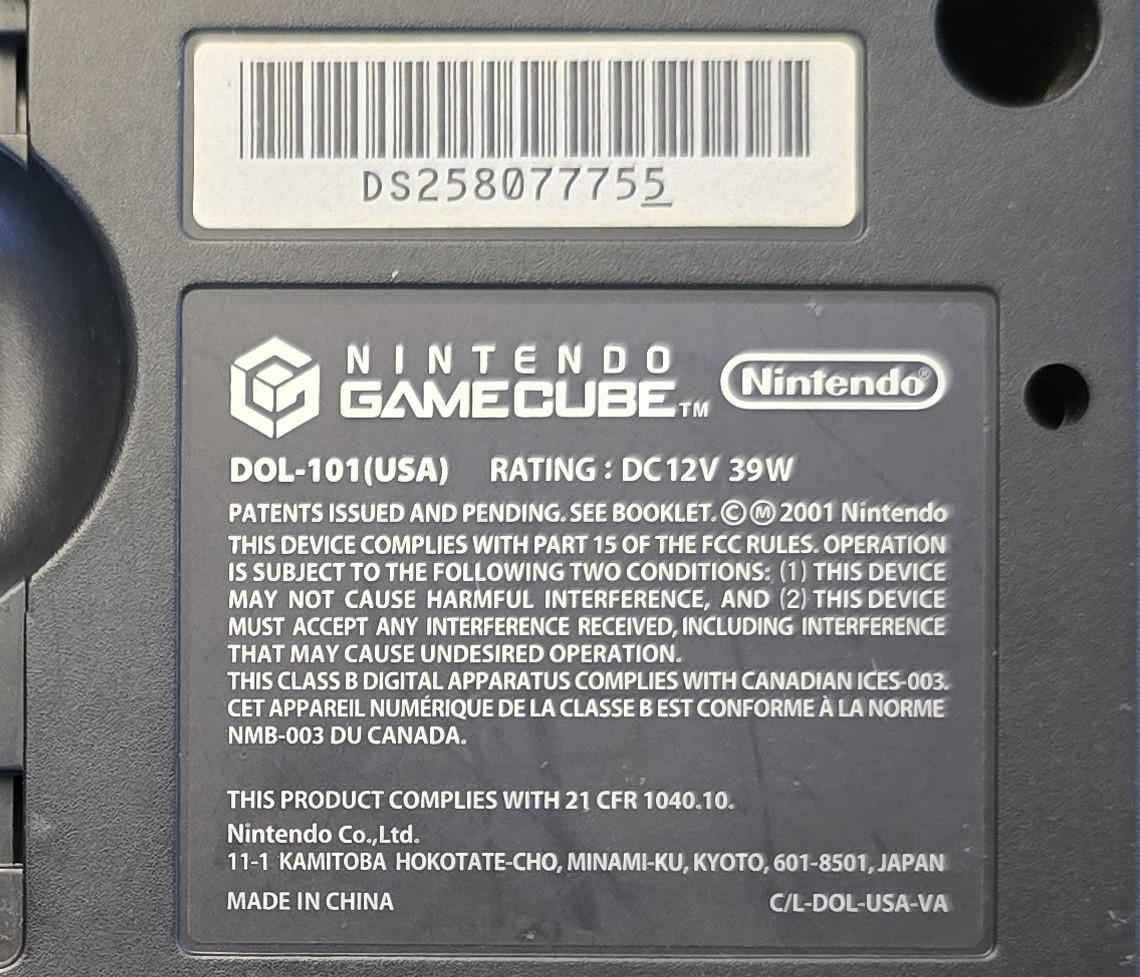 DS258077755
NINTENDO
GAMECUBE™ Nintendo®
DOL-101(USA) RATING : DC 12V 39W
PATENTS ISSUED AND PENDING. SEE BOOKLET. ©Ⓜ 2001 Nintendo
THIS DEVICE COMPLIES WITH PART 15 OF THE FCC RULES. OPERATION
IS SUBJECT TO THE FOLLOWING TWO CONDITIONS: (1) THIS DEVICE
MAY NOT CAUSE HARMFUL INTERFERENCE, AND (2) THIS DEVICE
MUST ACCEPT ANY INTERFERENCE RECEIVED, INCLUDING INTERFERENCE
THAT MAY CAUSE UNDESIRED OPERATION.
THIS CLASS B DIGITAL APPARATUS COMPLIES WITH CANADIAN ICES-003.
CET APPAREIL NUMÉRIQUE DE LA CLASSE B EST CONFORME À LA NORME
NMB-003 DU CANADA.
THIS PRODUCT COMPLIES WITH 21 CFR 1040.10.
Nintendo Co.,Ltd.
11-1 KAMITOBA HOKOTATE-CHO, MINAMI-KU, KYOTO, 601-8501, JAPAN
MADE IN CHINA C/L-DOL-USA-VA